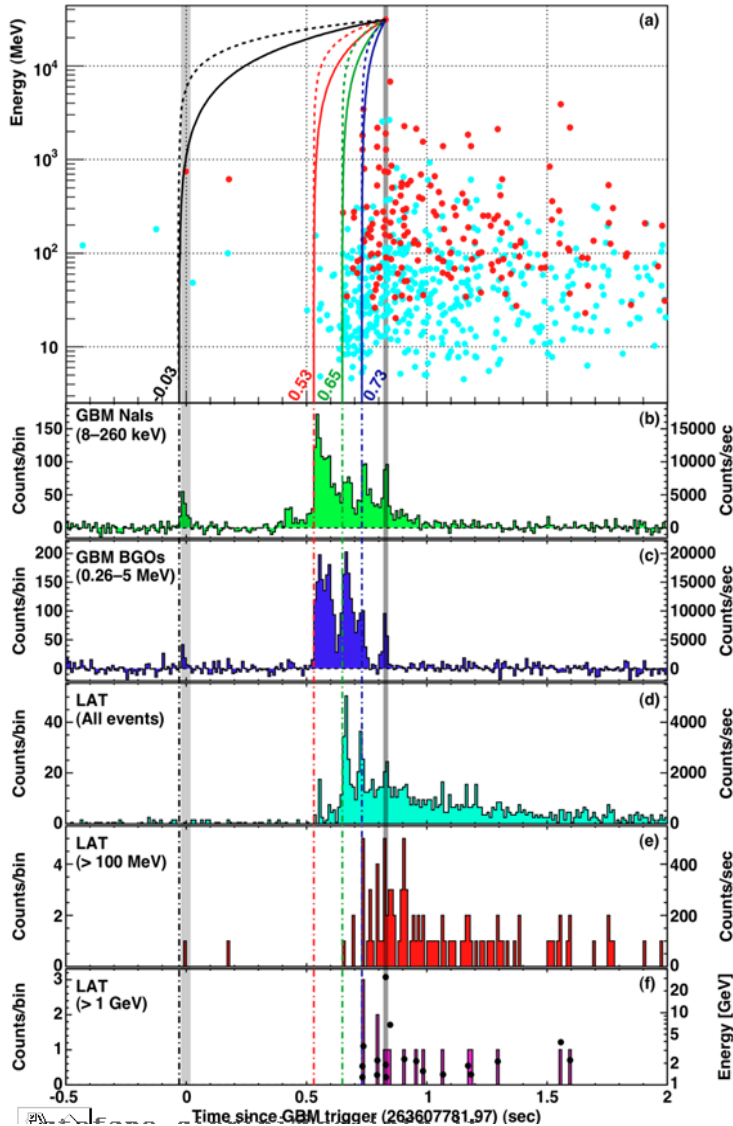 (a)
Energy (MeV)
10⁴
10³
10²
10
-0.03
0.53
0.65
0.73
GBM NaIs
(8–260 keV)
(b)
Counts/bin
150
100
50
0
15000
10000
5000
0
Counts/sec
GBM BGOs
(0.26–5 MeV)
(c)
Counts/bin
200
150
100
50
0
20000
15000
10000
5000
0
Counts/sec
LAT
(All events)
(d)
Counts/bin
40
20
0
4000
2000
0
Counts/sec
LAT
(> 100 MeV)
(e)
Counts/bin
4
2
0
400
200
0
Counts/sec
LAT
(> 1 GeV)
(f)
Counts/bin
3
2
1
0
20
10
5
2
1
Energy [GeV]
-0.5 0 0.5 1 1.5 2
Time since GBM trigger (263607781.97) (sec)